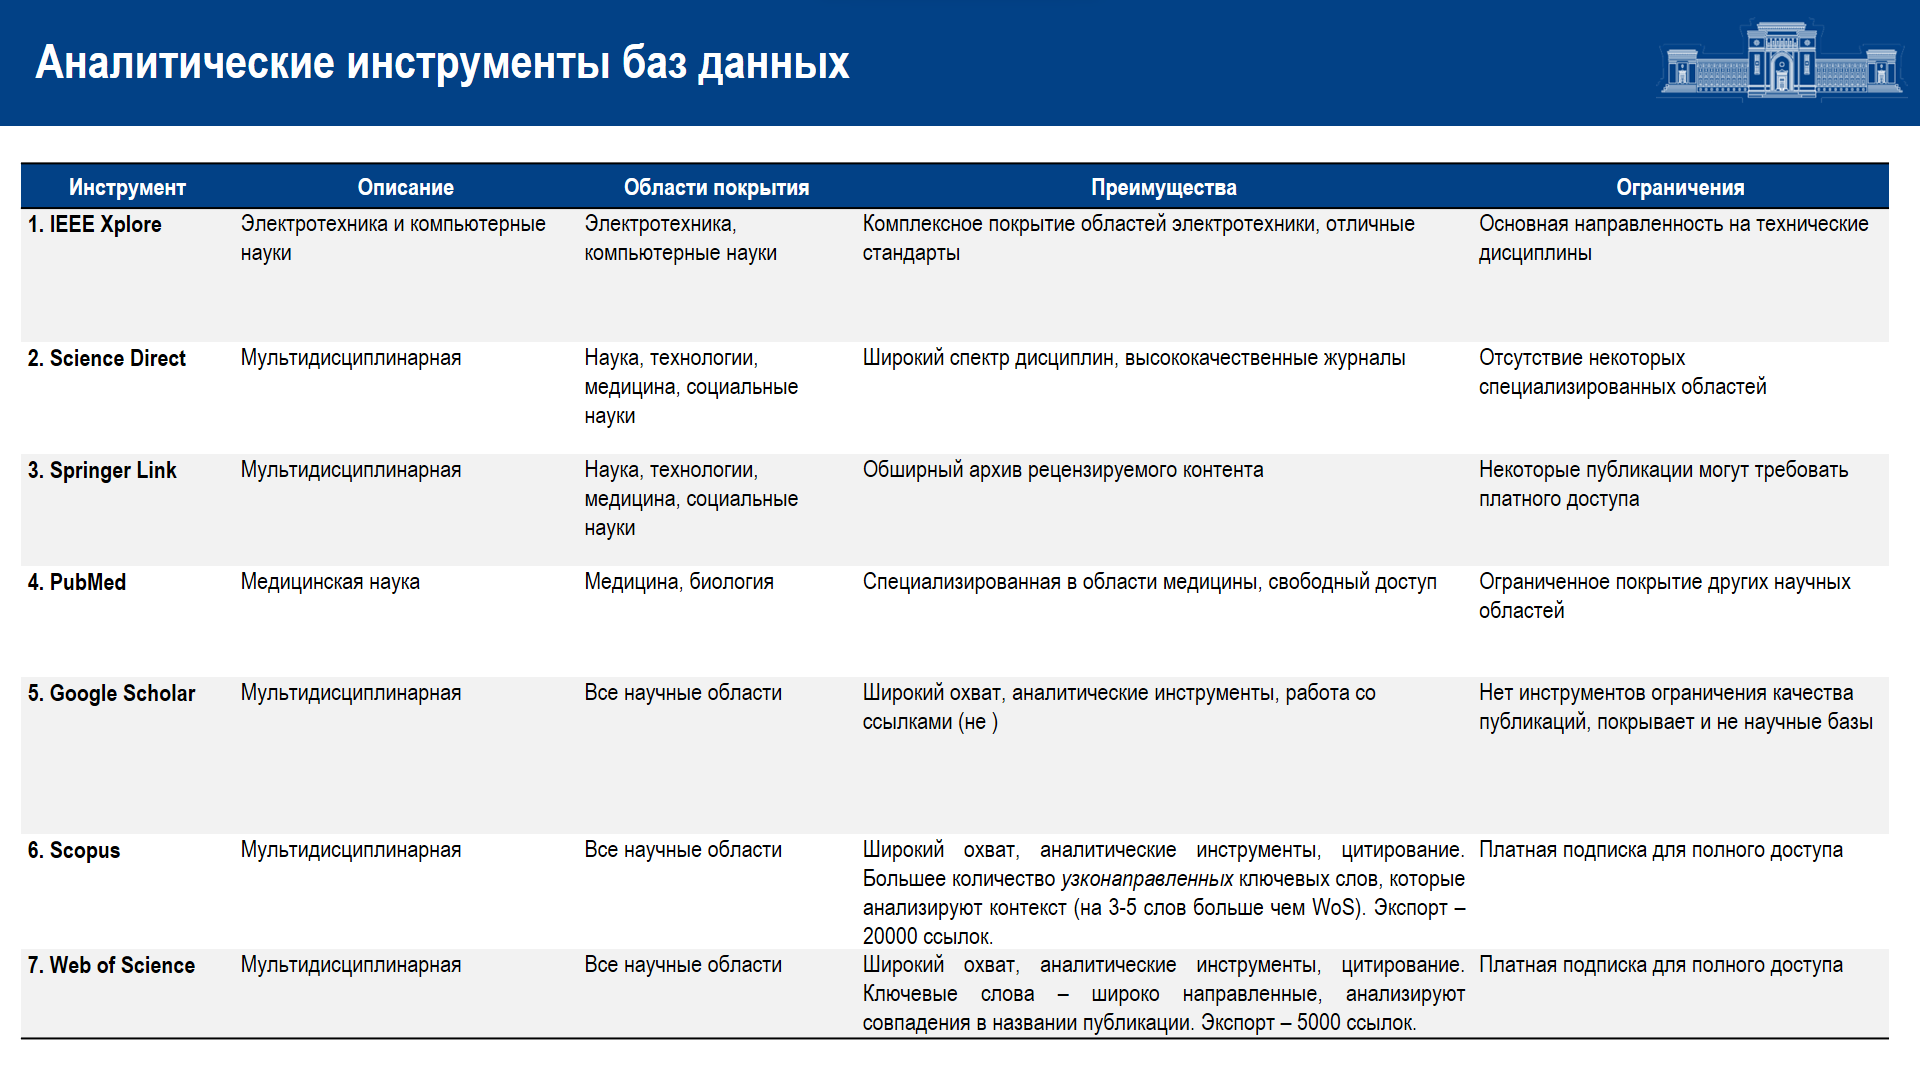 Аналитические инструменты баз данных
Инструмент Описание Области покрытия Преимущества Ограничения
1. IEEE Xplore
Электротехника и компьютерные
науки
Электротехника,
компьютерные науки
Комплексное покрытие областей электротехники, отличные
стандарты
Основная направленность на технические
дисциплины
2. Science Direct
Мультидисциплинарная
Наука, технологии,
медицина, социальные
науки
Широкий спектр дисциплин, высококачественные журналы
Отсутствие некоторых
специализированных областей
3. Springer Link
Мультидисциплинарная
Наука, технологии,
медицина, социальные
науки
Обширный архив рецензируемого контента
Некоторые публикации могут требовать
платного доступа
4. PubMed
Медицинская наука
Медицина, биология
Специализированная в области медицины, свободный доступ
Ограниченное покрытие других научных
областей
5. Google Scholar
Мультидисциплинарная
Все научные области
Широкий охват, аналитические инструменты, работа со
ссылками (не )
Нет инструментов ограничения качества
публикаций, покрывает и не научные базы
6. Scopus
Мультидисциплинарная
Все научные области
Широкий охват, аналитические инструменты, цитирование.
Большее количество узконаправленных ключевых слов, которые
анализируют контекст (на 3-5 слов больше чем WoS). Экспорт –
20000 ссылок.
Платная подписка для полного доступа
7. Web of Science
Мультидисциплинарная
Все научные области
Широкий охват, аналитические инструменты, цитирование.
Ключевые слова – широко направленные, анализируют
совпадения в названии публикации. Экспорт – 5000 ссылок.
Платная подписка для полного доступа